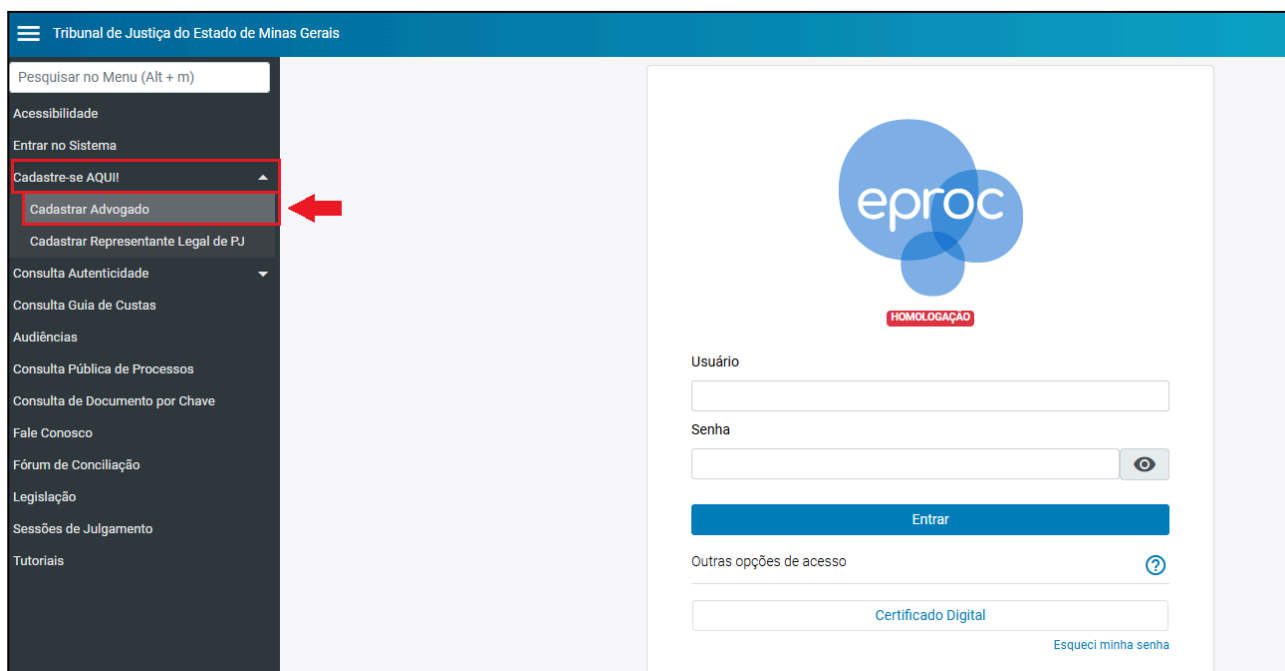 Tribunal de Justiça do Estado de Minas Gerais
Pesquisar no Menu (Alt + m)
Acessibilidade
Entrar no Sistema
Cadastre-se AQUI!
Cadastrar Advogado
Cadastrar Representante Legal de PJ
Consulta Autenticidade
Consulta Guia de Custas
Audiências
Consulta Pública de Processos
Consulta de Documento por Chave
Fale Conosco
Fórum de Conciliação
Legislação
Sessões de Julgamento
Tutoriais
eproc
HOMOLOGAÇÃO
Usuário
Senha
Entrar
Outras opções de acesso
?
Certificado Digital
Esqueci minha senha